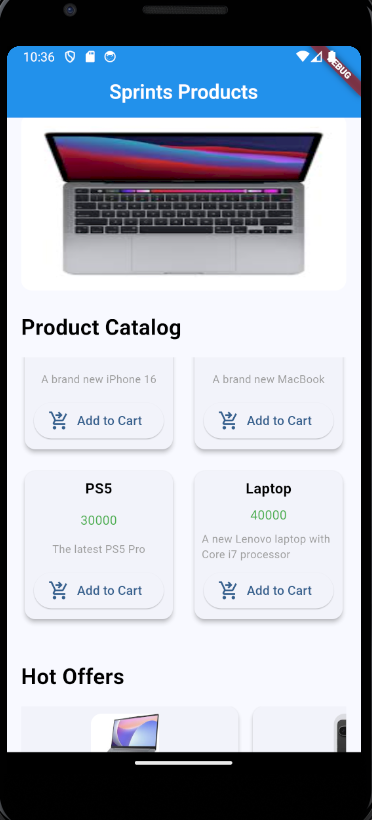 10:36
DEBUG
Sprints Products
Product Catalog
A brand new iPhone 16
A brand new MacBook
Add to Cart
Add to Cart
PS5
Laptop
30000
40000
The latest PS5 Pro
A new Lenovo laptop with
Core i7 processor
Add to Cart
Add to Cart
Hot Offers